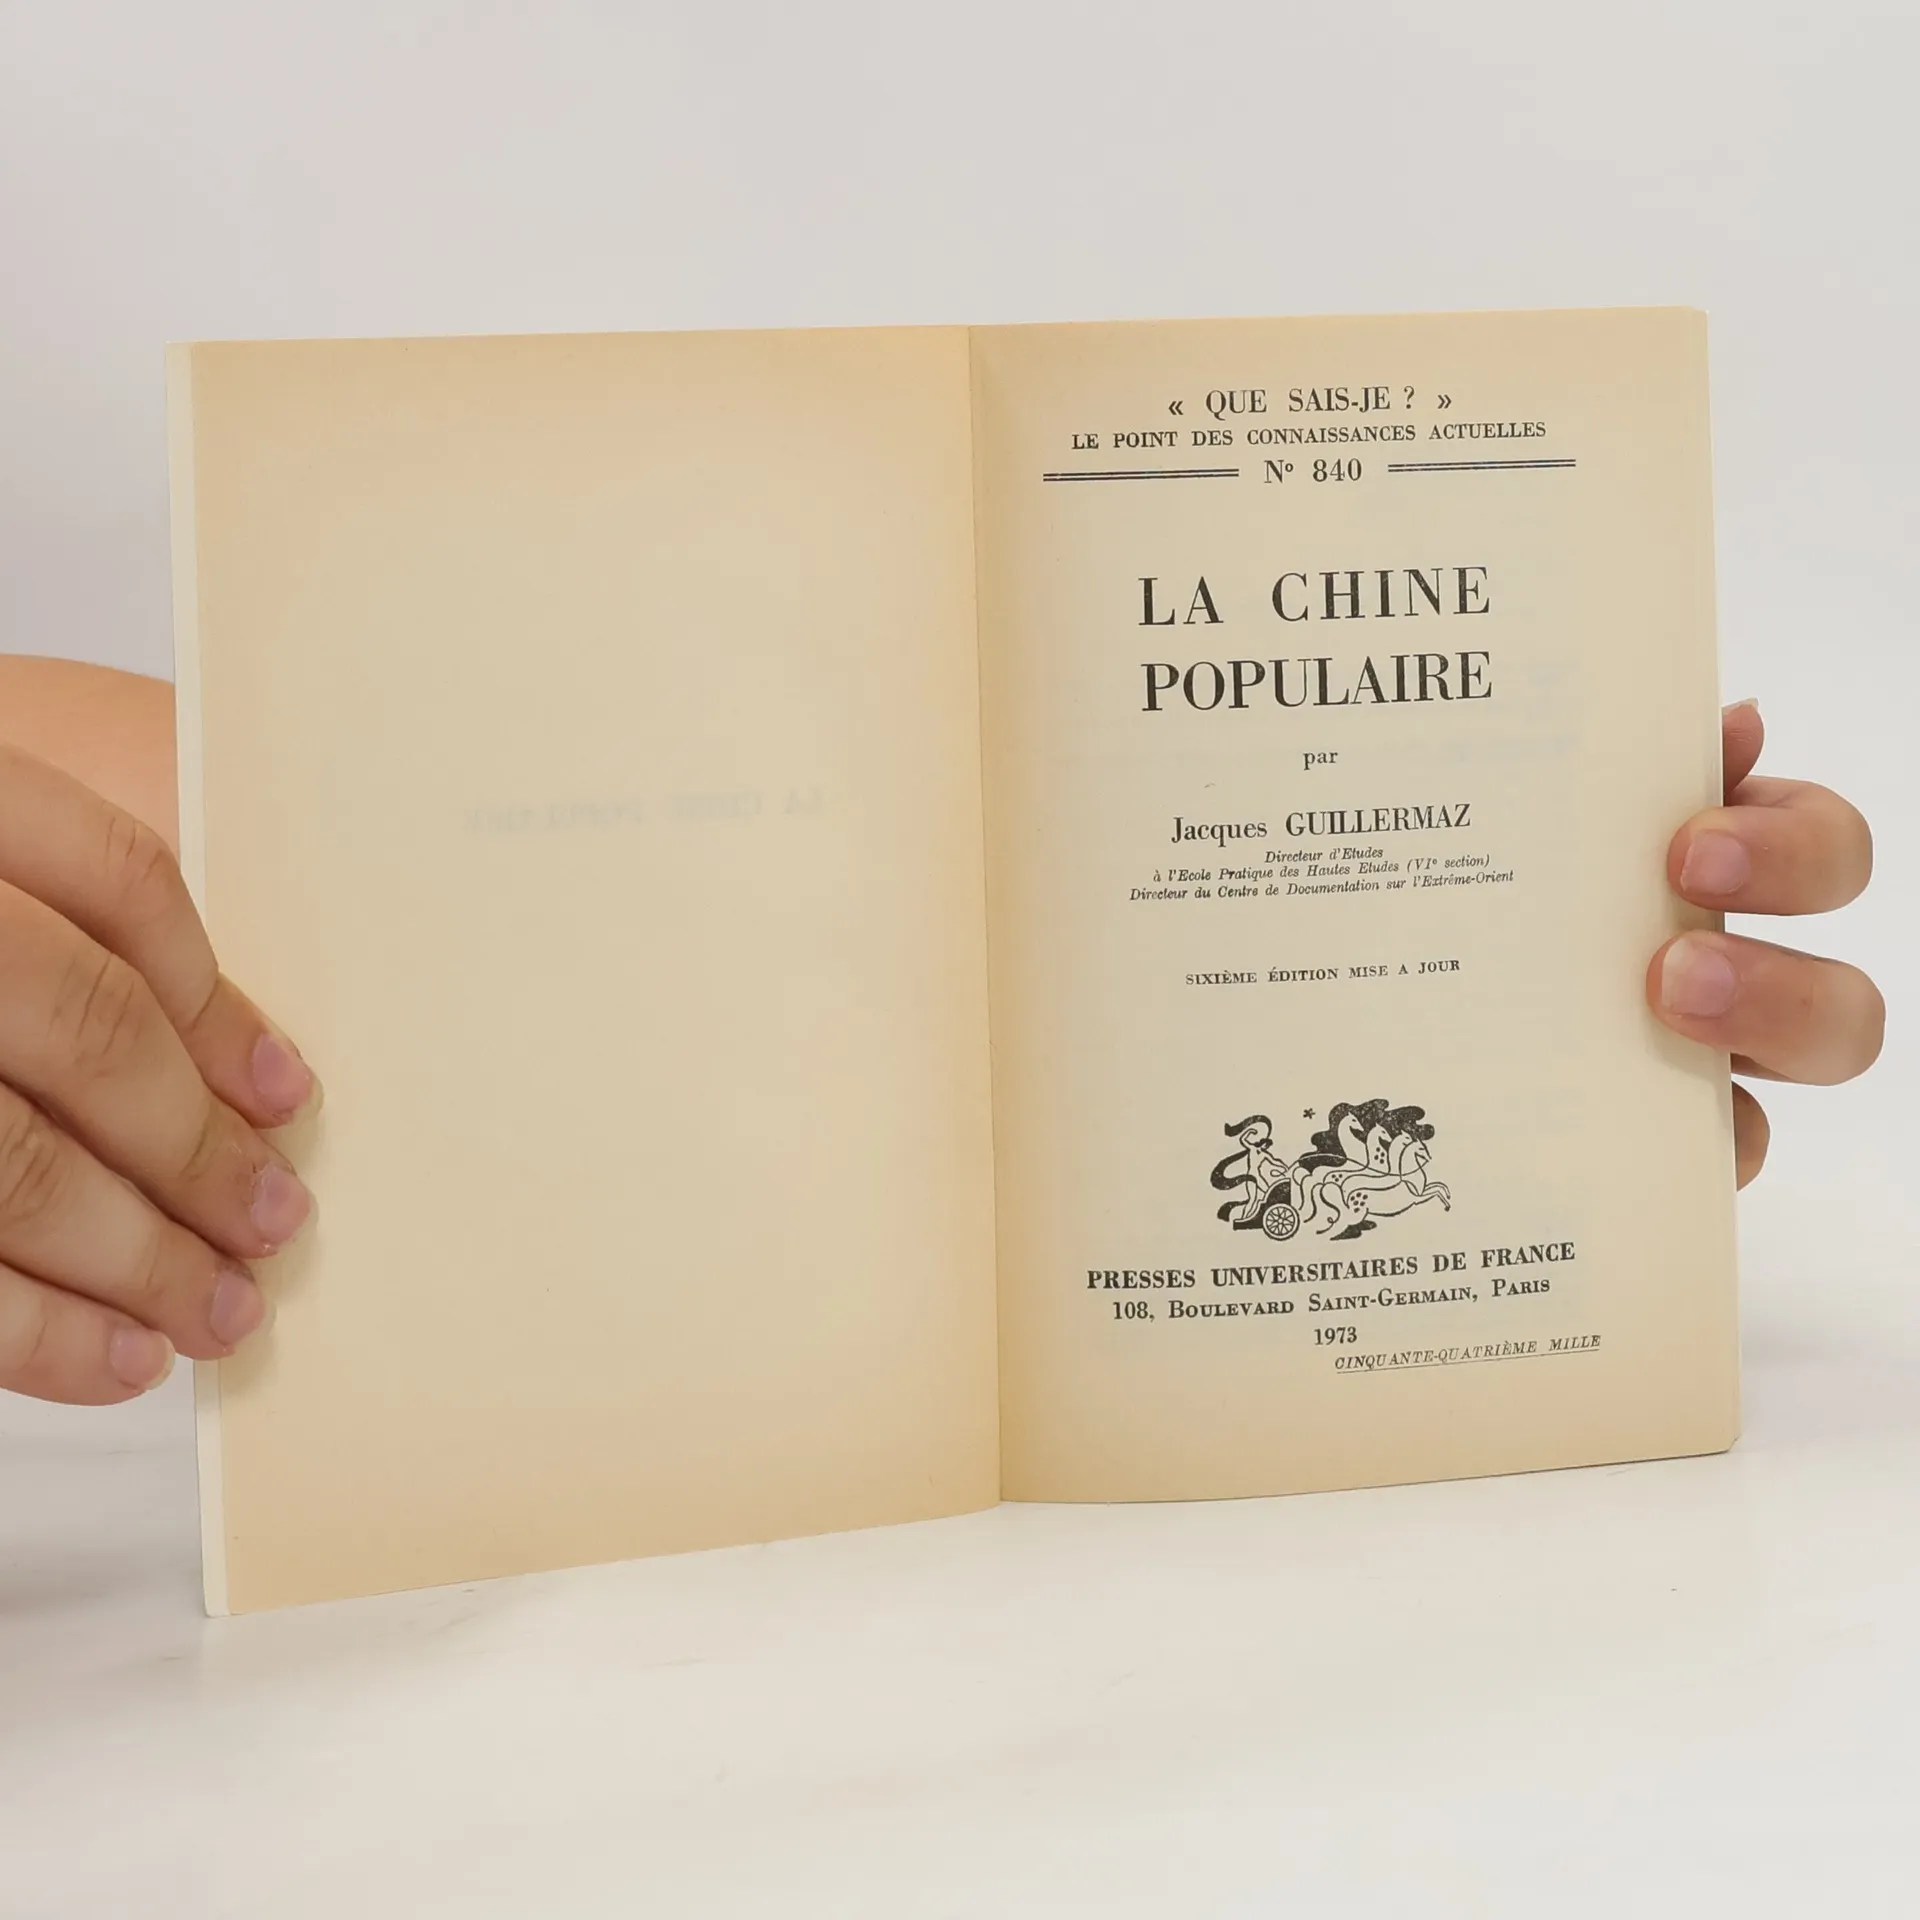 « QUE SAIS-JE ? »
LE POINT DES CONNAISSANCES ACTUELLES
Nº 840
LA CHINE
POPULAIRE
par
Jacques GUILLERMAZ
Directeur d'Etudes
à l'Ecole Pratique des Hautes Etudes (VIᵉ section)
Directeur du Centre de Documentation sur l'Extrême-Orient
SIXIÈME ÉDITION MISE A JOUR
PRESSES UNIVERSITAIRES DE FRANCE
108, BOULEVARD SAINT-GERMAIN, PARIS
1973
CINQUANTE-QUATRIÈME MILLE